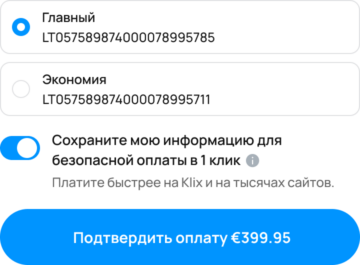 Главный
LT057589874000078995785
Экономия
LT057589874000078995711
Сохраните мою информацию для
безопасной оплаты в 1 клик
Платите быстрее на Klix и на тысячах сайтов.
Подтвердить оплату €399.95